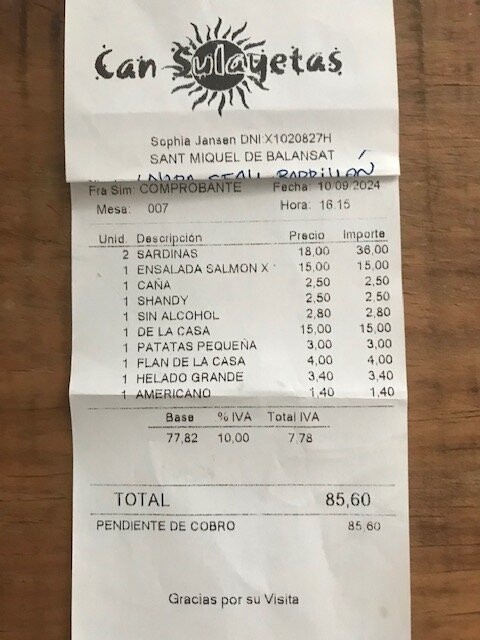 Can Sulayetas
Sophia Jansen DNI:X1020827H
SANT MIQUEL DE BALANSAT
Fra Sim: COMPROBANTE Fecha: 10/09/2024
Mesa: 007 Hora: 16:15
Unid. Descripción Precio Importe
2 SARDINAS 18,00 36,00
1 ENSALADA SALMON X 15,00 15,00
1 CAÑA 2,50 2,50
1 SHANDY 2,50 2,50
1 SIN ALCOHOL 2,80 2,80
1 DE LA CASA 15,00 15,00
1 PATATAS PEQUEÑA 3,00 3,00
1 FLAN DE LA CASA 4,00 4,00
1 HELADO GRANDE 3,40 3,40
1 AMERICANO 1,40 1,40
Base % IVA Total IVA
77,82 10,00 7,78
TOTAL 85,60
PENDIENTE DE COBRO 85,60
Gracias por su Visita